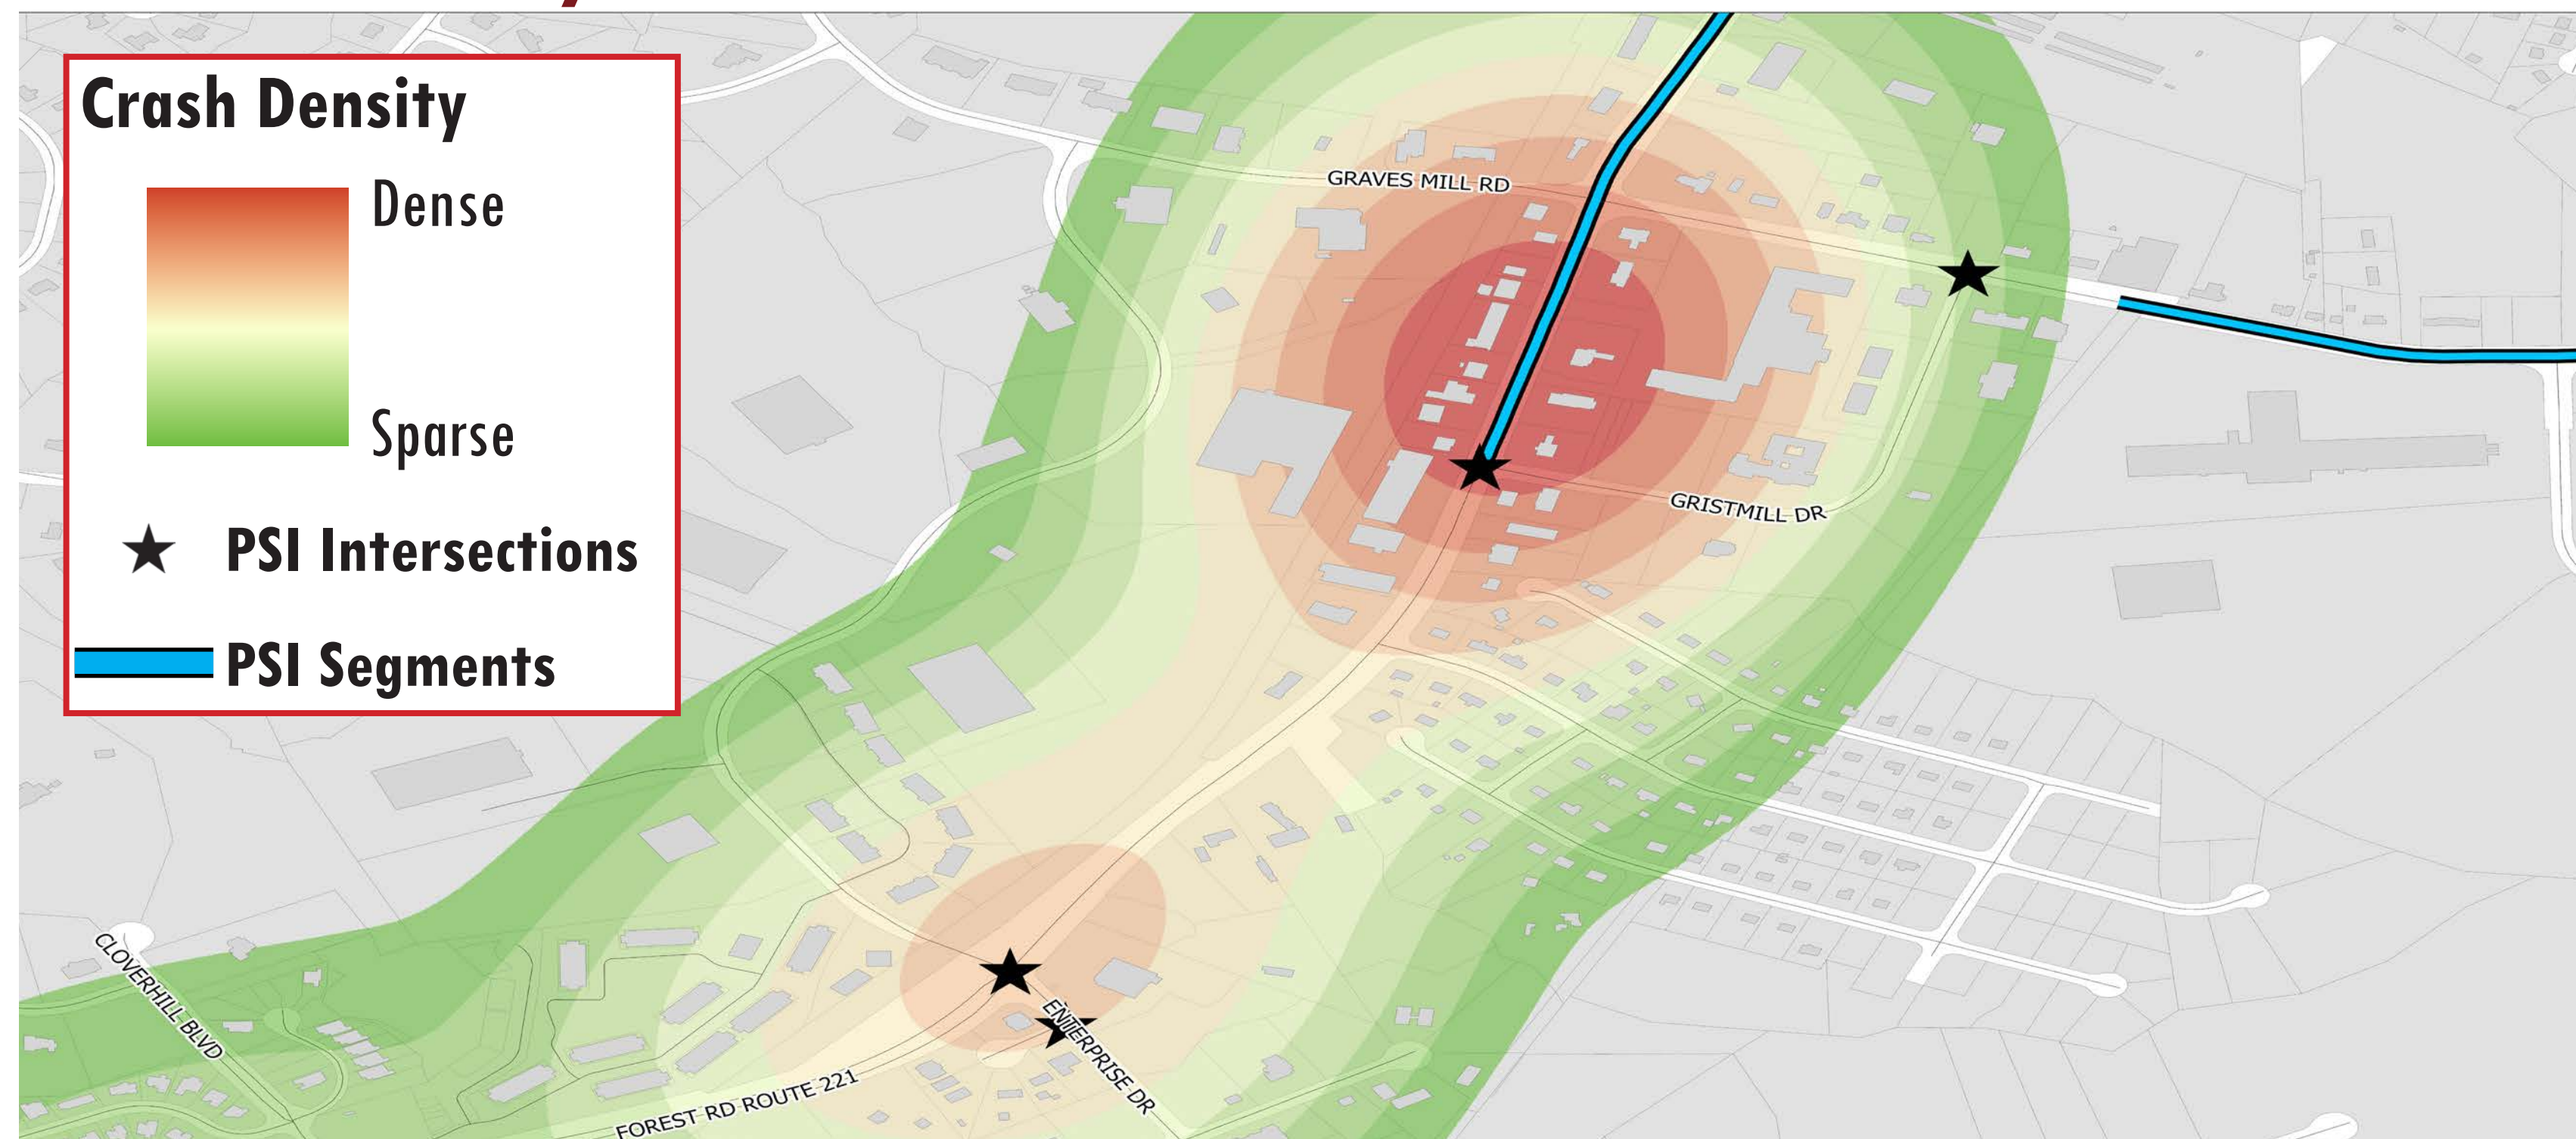 Crash Density
Dense
Sparse
PSI Intersections
PSI Segments
GRAVES MILL RD
GRISTMILL DR
CLOVERHILL BLVD
ENTERPRISE DR
FOREST RD ROUTE 221